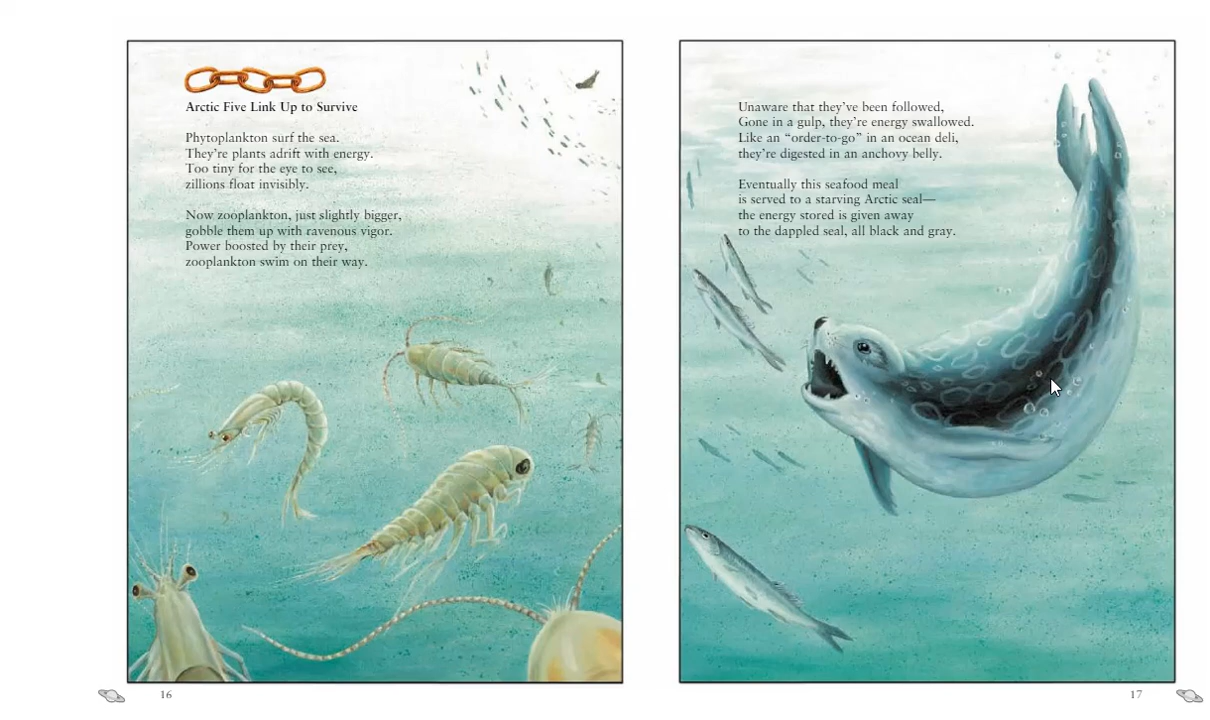 Arctic Five Link Up to Survive
Phytoplankton surf the sea.
They're plants adrift with energy.
Too tiny for the eye to see,
zillions float invisibly.
Now zooplankton, just slightly bigger,
gobble them up with ravenous vigor.
Power boosted by their prey,
zooplankton swim on their way.
16
Unaware that they've been followed,
Gone in a gulp, they're energy swallowed.
Like an “order-to-go” in an ocean deli,
they're digested in an anchovy belly.
Eventually this seafood meal
is served to a starving Arctic seal—
the energy stored is given away
to the dappled seal, all black and gray.
17